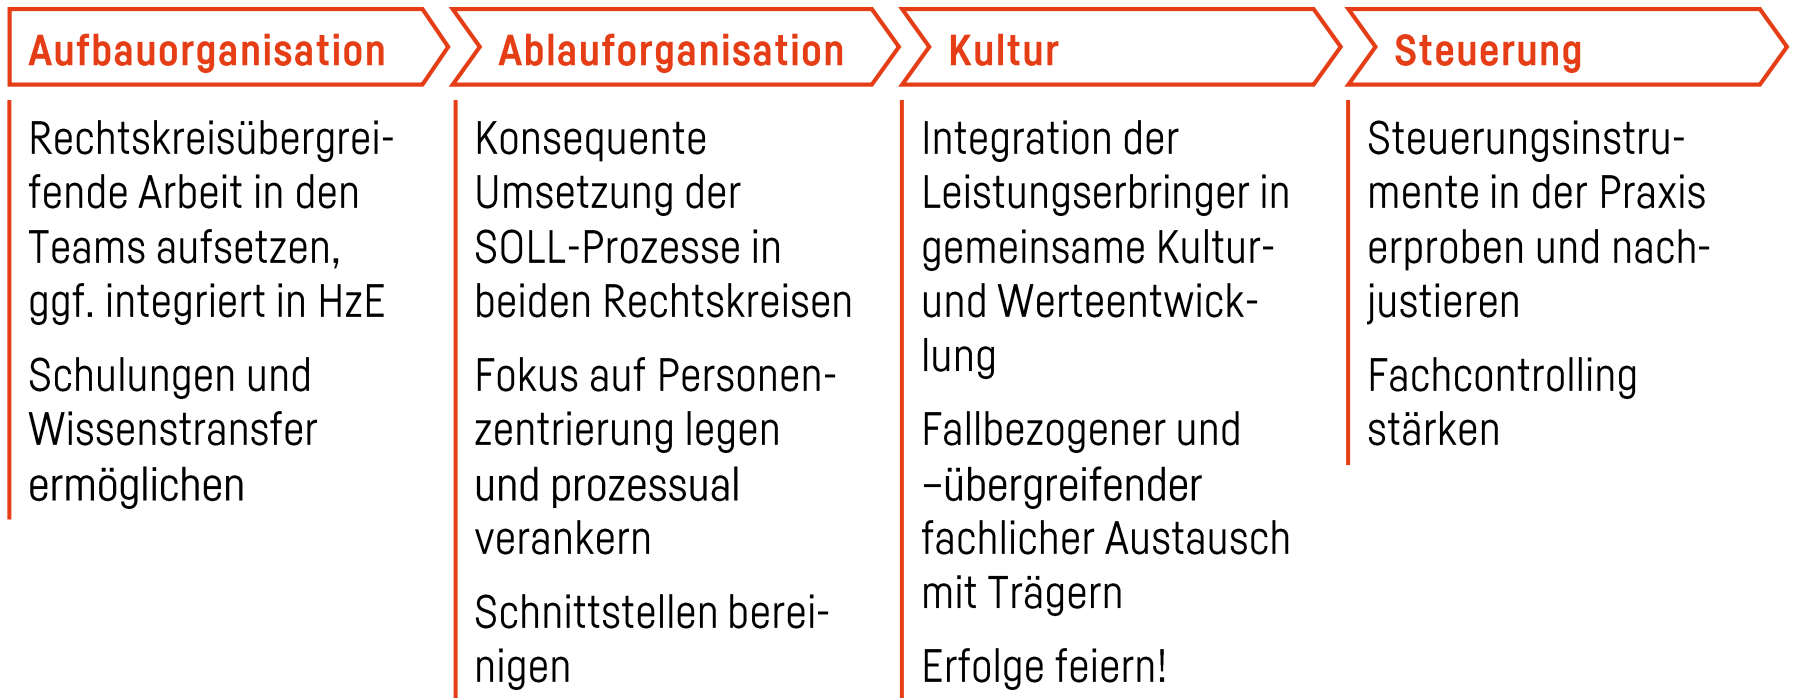 Aufbauorganisation
Rechtskreisübergrei-
fende Arbeit in den
Teams aufsetzen,
ggf. integriert in HzE
Schulungen und
Wissenstransfer
ermöglichen
Ablauforganisation
Konsequente
Umsetzung der
SOLL-Prozesse in
beiden Rechtskreisen
Fokus auf Personen-
zentrierung legen
und prozessual
verankern
Schnittstellen berei-
nigen
Kultur
Integration der
Leistungserbringer in
gemeinsame Kultur-
und Werteentwick-
lung
Fallbezogener und
–übergreifender
fachlicher Austausch
mit Trägern
Erfolge feiern!
Steuerung
Steuerungsinstru-
mente in der Praxis
erproben und nach-
justieren
Fachcontrolling
stärken